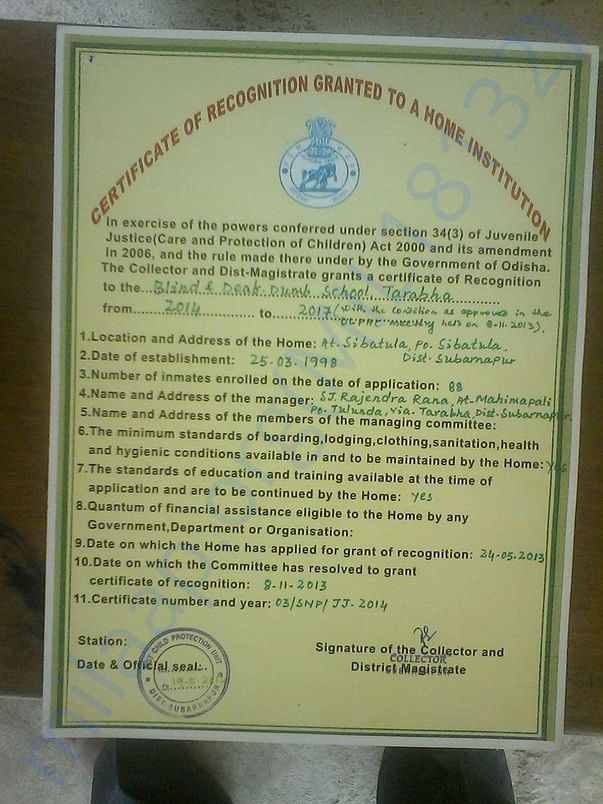 CERTIFICATE OF RECOGNITION GRANTED TO A HOME INSTITUTION
In exercise of the powers conferred under section 34(3) of Juvenile
Justice(Care and Protection of Children) Act 2000 and its amendment
in 2006, and the rule made there under by the Government of Odisha.
The Collector and Dist-Magistrate grants a certificate of Recognition
to the...Blind & Deak-Dumb School, Tarabha............
from........2014.................... to........2017 (With the condition as approved in the
meeting held on 8-11-2013).
1.Location and Address of the Home: At. Sibatula, Po. Sibatula.
Dist- Subarnapur
2.Date of establishment: 25-03-1998
3.Number of inmates enrolled on the date of application: 88
4.Name and Address of the manager: SJ. Rajendra Rana, At-Mahimapali
Po- Tulunda, via- Tarabha, Dist-Subarnapur.
5.Name and Address of the members of the managing committee:
6.The minimum standards of boarding,lodging,clothing,sanitation,health
and hygienic conditions available in and to be maintained by the Home: yes
7.The standards of education and training available at the time of
application and are to be continued by the Home: yes
8.Quantum of financial assistance eligible to the Home by any
Government,Department or Organisation:
9.Date on which the Home has applied for grant of recognition: 24-05-2013
10.Date on which the Committee has resolved to grant
certificate of recognition: 8-11-2013
11.Certificate number and year: 03/SNP/JJ-2014
Station:
Date & Official seal:.
CHILD PROTECTION UNIT
DIST. SUBARNAPUR
Signature of the Collector and
COLLECTOR
District Magistrate